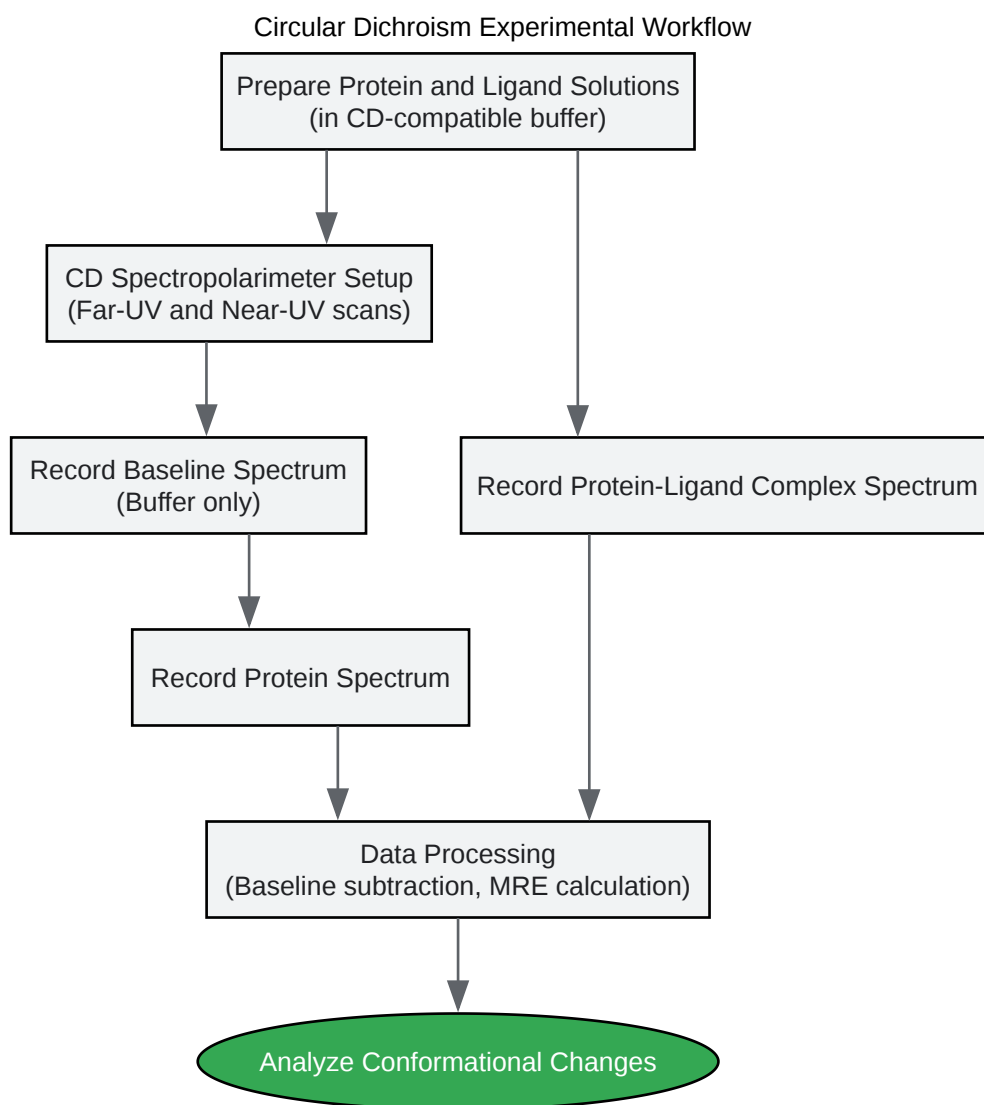 Circular Dichroism Experimental Workflow
Prepare Protein and Ligand Solutions
(in CD-compatible buffer)
CD Spectropolarimeter Setup
(Far-UV and Near-UV scans)
Record Baseline Spectrum
(Buffer only)
Record Protein-Ligand Complex Spectrum
Record Protein Spectrum
Data Processing
(Baseline subtraction, MRE calculation)
Analyze Conformational Changes